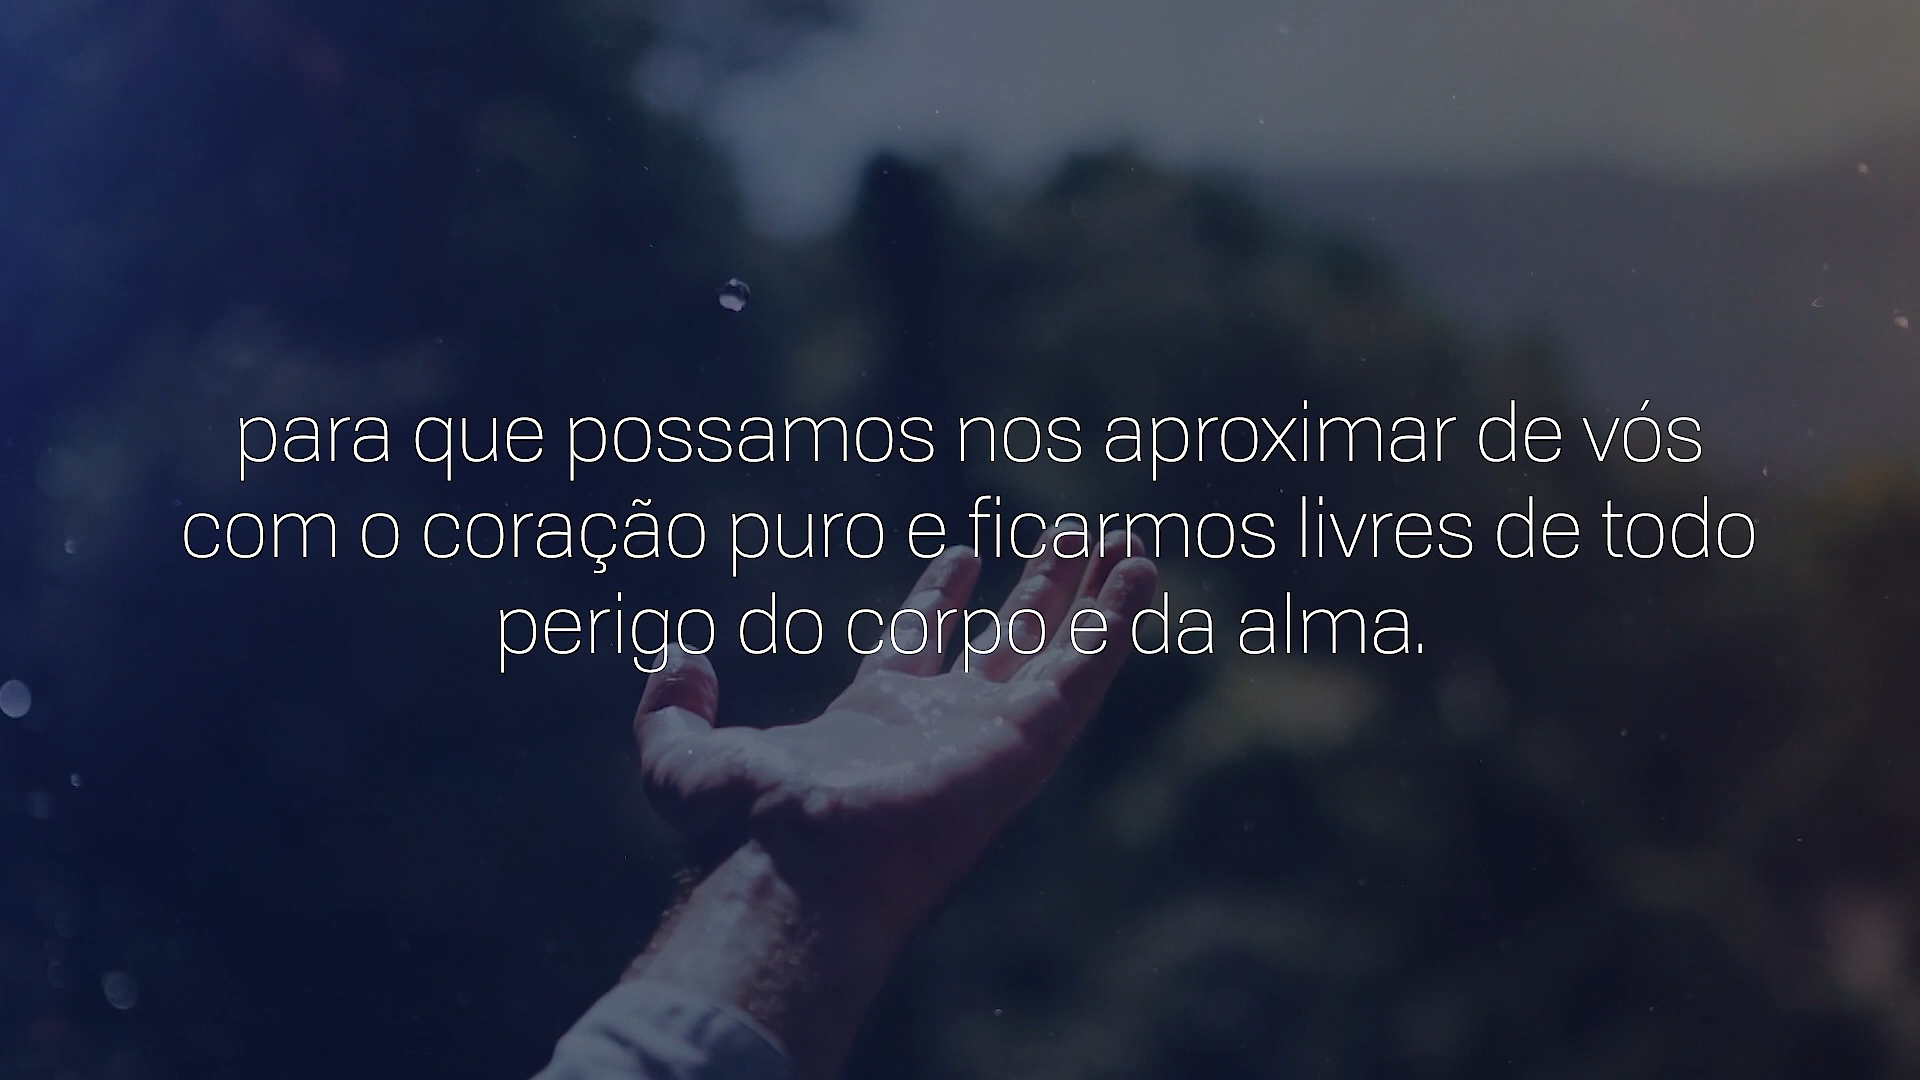 para que possamos nos aproximar de vós
com o coração puro e ficarmos livres de todo
perigo do corpo e da alma.